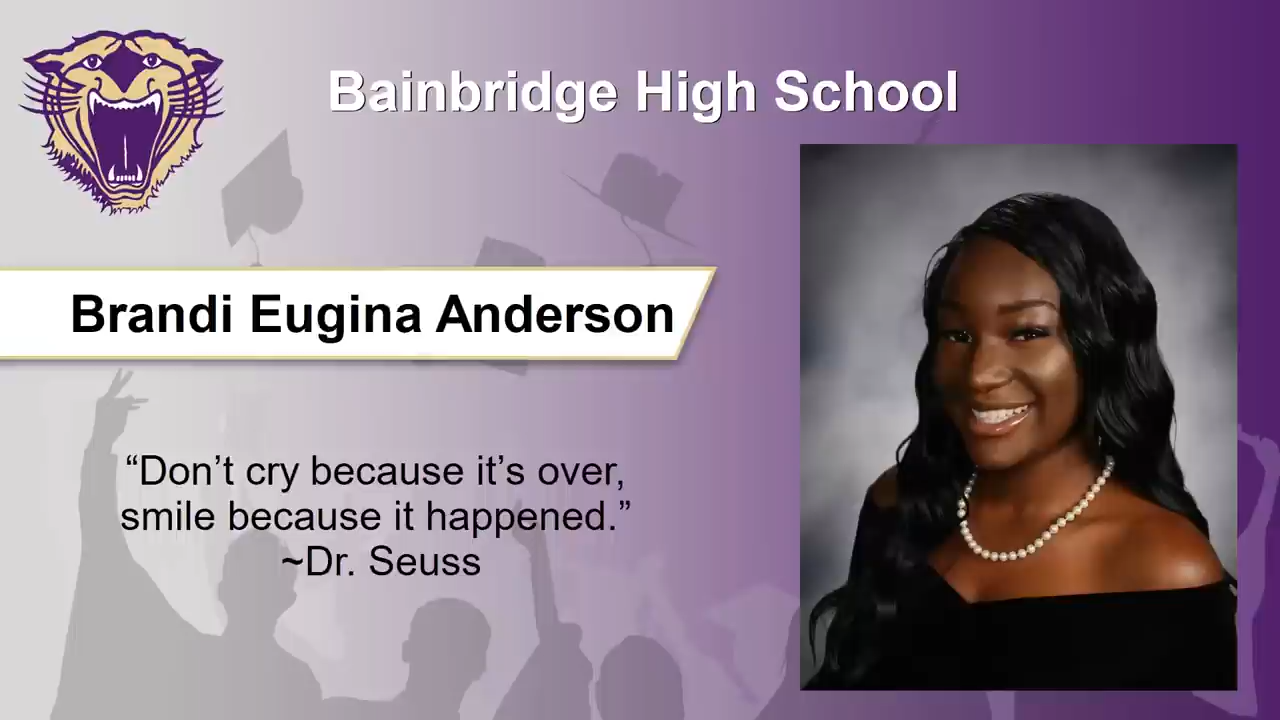 Bainbridge High School
Brandi Eugina Anderson
“Don’t cry because it’s over,
smile because it happened.”
~Dr. Seuss